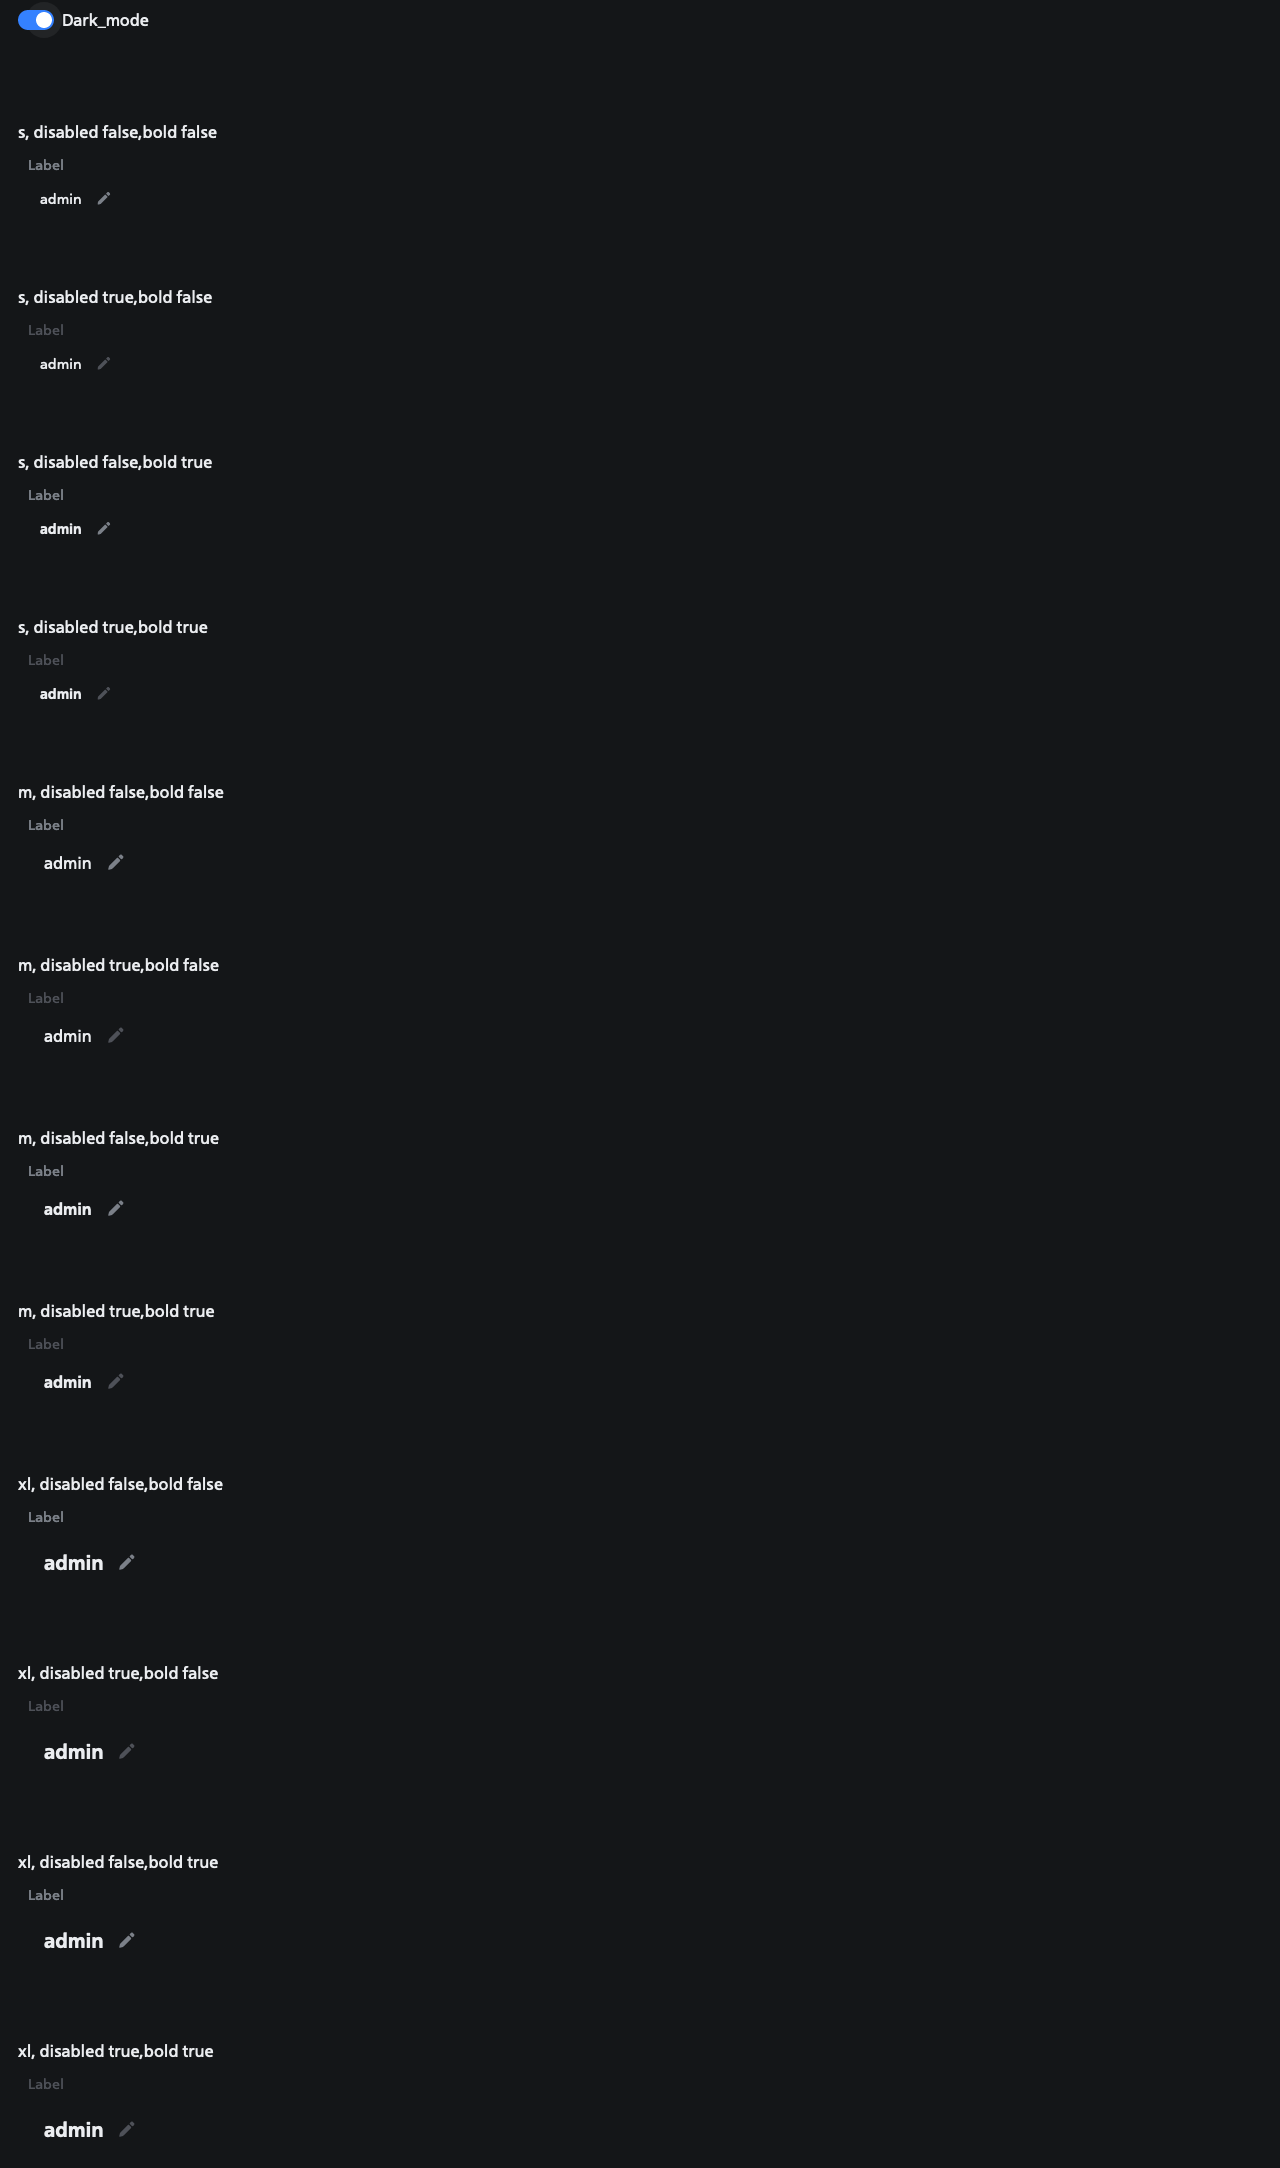 Dark_mode
s, disabled false,bold false
Label
admin
s, disabled true,bold false
Label
admin
s, disabled false,bold true
Label
admin
s, disabled true,bold true
Label
admin
m, disabled false,bold false
Label
admin
m, disabled true,bold false
Label
admin
m, disabled false,bold true
Label
admin
m, disabled true,bold true
Label
admin
xl, disabled false,bold false
Label
admin
xl, disabled true,bold false
Label
admin
xl, disabled false,bold true
Label
admin
xl, disabled true,bold true
Label
admin